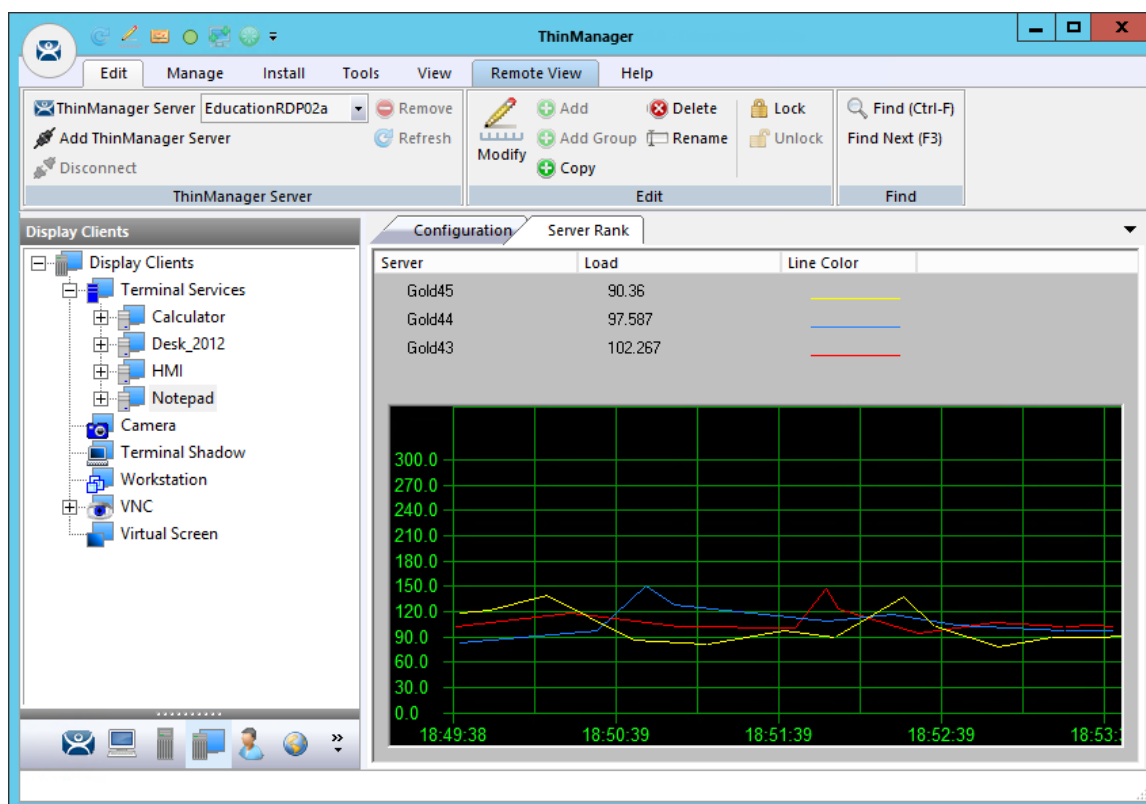 ThinManager
Edit Manage Install Tools View Remote View Help
ThinManager Server EducationRDP02a Remove
Add ThinManager Server Refresh
Disconnect
ThinManager Server
Modify Add Delete Lock
Add Group Rename Unlock
Copy
Edit
Find (Ctrl-F)
Find Next (F3)
Find
Display Clients
Display Clients
Terminal Services
Calculator
Desk_2012
HMI
Notepad
Camera
Terminal Shadow
Workstation
VNC
Virtual Screen
Configuration Server Rank
Server Load Line Color
Gold45 90.36
Gold44 97.587
Gold43 102.267
300.0
270.0
240.0
210.0
180.0
150.0
120.0
90.0
60.0
30.0
0.0
18:49:38 18:50:39 18:51:39 18:52:39 18:53: